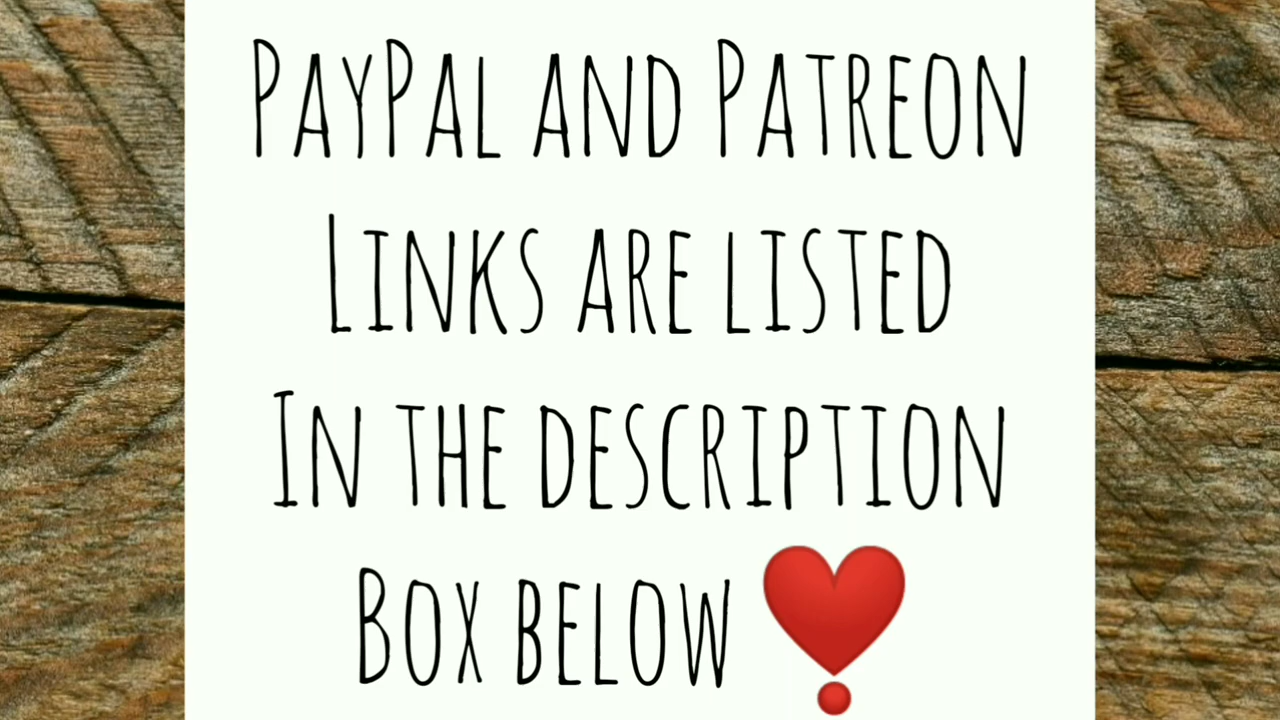 PayPal and Patreon
Links are listed
In the description
Box below ❣️